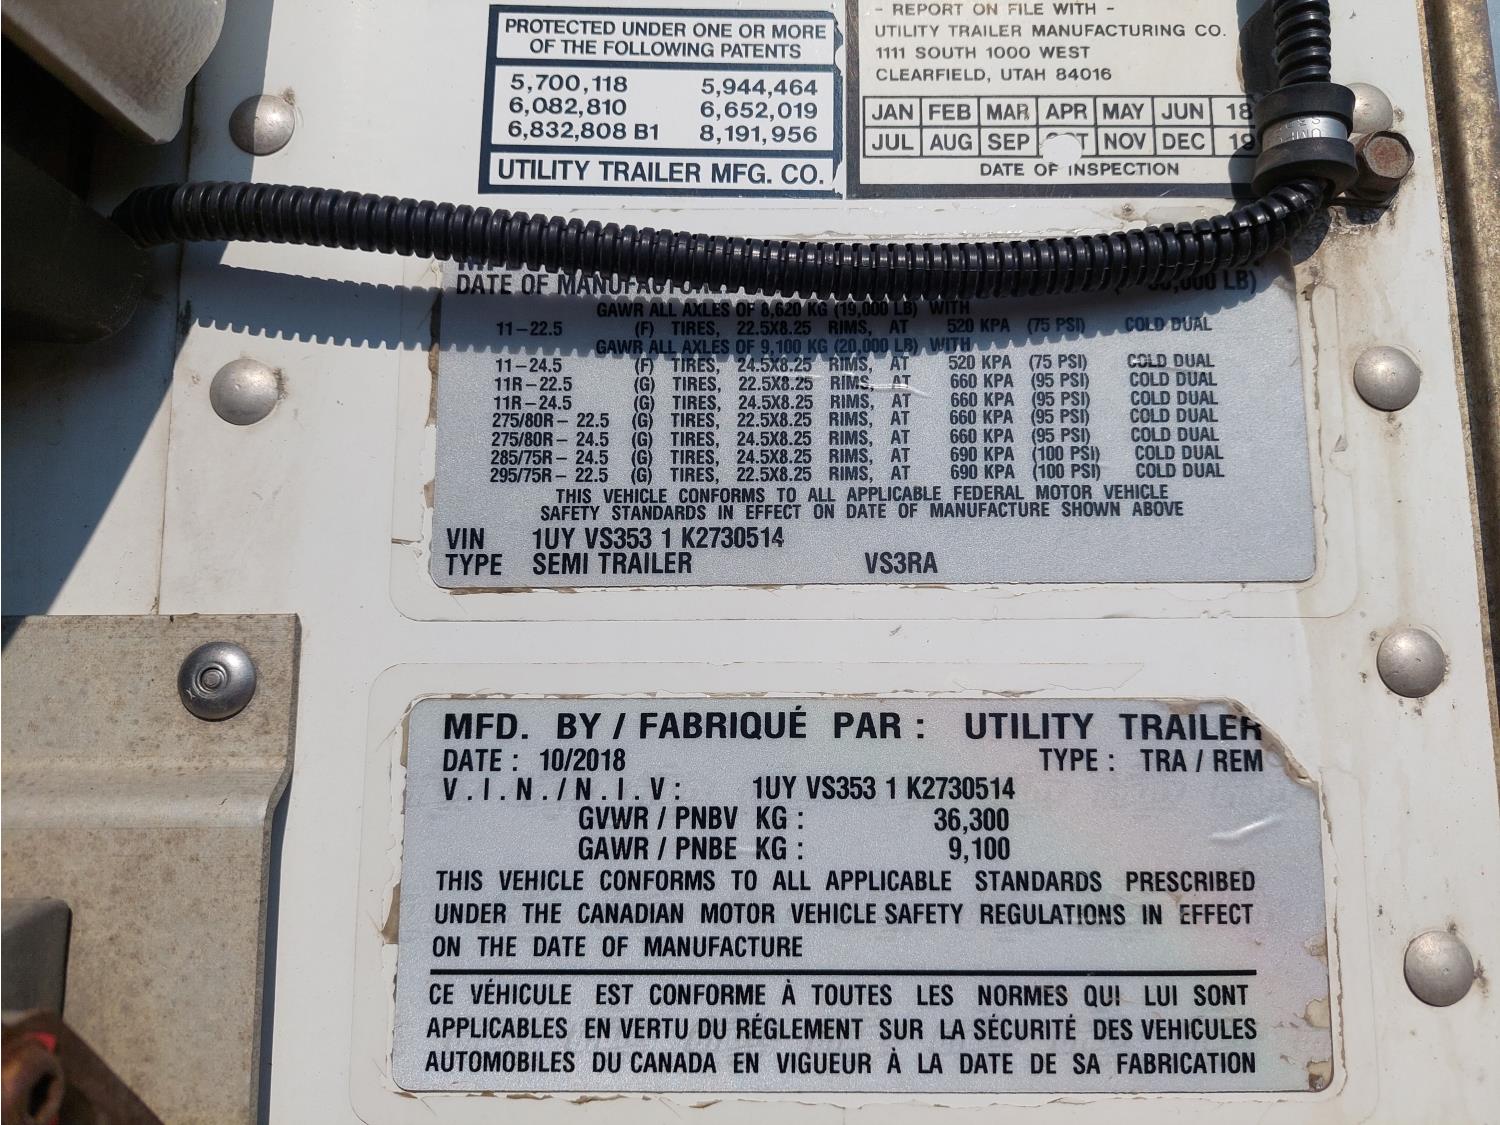 PROTECTED UNDER ONE OR MORE
OF THE FOLLOWING PATENTS
5,700,118 5,944,464
6,082,810 6,652,019
6,832,808 B1 8,191,956
UTILITY TRAILER MFG. CO.
- REPORT ON FILE WITH -
UTILITY TRAILER MANUFACTURING CO.
1111 SOUTH 1000 WEST
CLEARFIELD, UTAH 84016
JAN FEB MAR APR MAY JUN 18
JUL AUG SEP NOV DEC 19
DATE OF INSPECTION
DATE OF LB)
GAWR ALL AXLES OF 8,620 KG (19,000 LB) WITH
11-22.5 (F) TIRES, 22.5X8.25 RIMS, AT 520 KPA (75 PSI) COLD DUAL
GAWR ALL AXLES OF 9,100 KG (20,000 LB) WITH
11-24.5 (F) TIRES, 24.5X8.25 RIMS, AT 520 KPA (75 PSI) COLD DUAL
11R-22.5 (G) TIRES, 22.5X8.25 RIMS, AT 660 KPA (95 PSI) COLD DUAL
11R-24.5 (G) TIRES, 24.5X8.25 RIMS, AT 660 KPA (95 PSI) COLD DUAL
275/80R-22.5 (G) TIRES, 22.5X8.25 RIMS, AT 660 KPA (95 PSI) COLD DUAL
275/80R-24.5 (G) TIRES, 24.5X8.25 RIMS, AT 660 KPA (95 PSI) COLD DUAL
285/75R-24.5 (G) TIRES, 24.5X8.25 RIMS, AT 690 KPA (100 PSI) COLD DUAL
295/75R-22.5 (G) TIRES, 22.5X8.25 RIMS, AT 690 KPA (100 PSI) COLD DUAL
THIS VEHICLE CONFORMS TO ALL APPLICABLE FEDERAL MOTOR VEHICLE
SAFETY STANDARDS IN EFFECT ON DATE OF MANUFACTURE SHOWN ABOVE
VIN 1UY VS353 1 K2730514
TYPE SEMI TRAILER VS3RA
MFD. BY / FABRIQUÉ PAR : UTILITY TRAILER
DATE : 10/2018 TYPE : TRA / REM
V.I.N./N.I.V: 1UY VS353 1 K2730514
GVWR / PNBV KG : 36,300
GAWR / PNBE KG : 9,100
THIS VEHICLE CONFORMS TO ALL APPLICABLE STANDARDS PRESCRIBED
UNDER THE CANADIAN MOTOR VEHICLE SAFETY REGULATIONS IN EFFECT
ON THE DATE OF MANUFACTURE
CE VÉHICULE EST CONFORME À TOUTES LES NORMES QUI LUI SONT
APPLICABLES EN VERTU DU RÉGLEMENT SUR LA SÉCURITÉ DES VEHICULES
AUTOMOBILES DU CANADA EN VIGUEUR À LA DATE DE SA FABRICATION